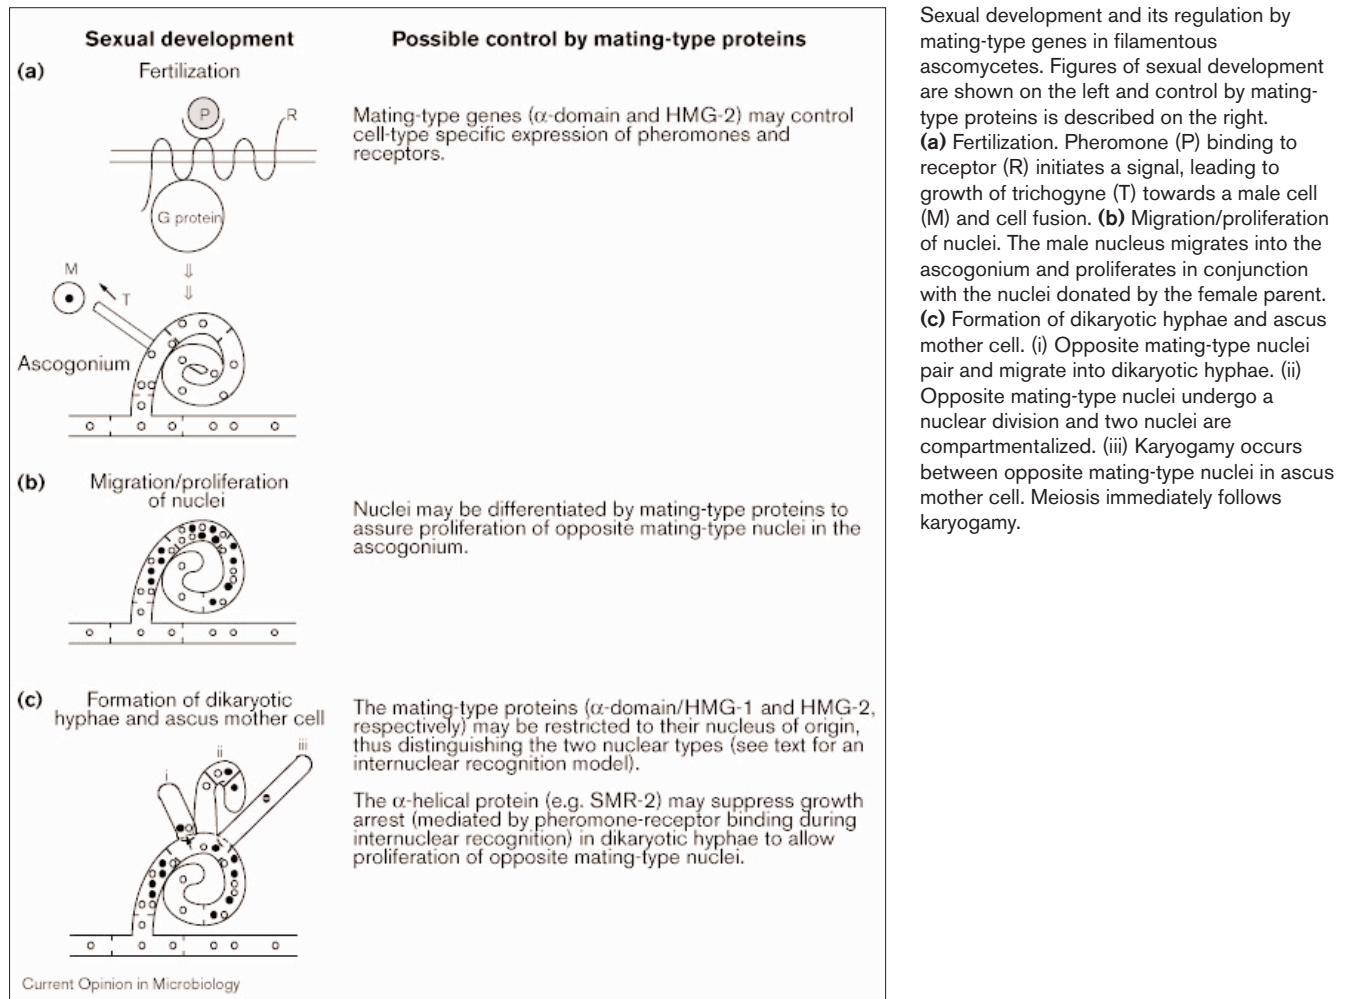 Sexual development
Possible control by mating-type proteins
(a)
Fertilization
P
R
G protein
M
T
Ascogonium
Mating-type genes (α-domain and HMG-2) may control
cell-type specific expression of pheromones and
receptors.
(b)
Migration/proliferation
of nuclei
Nuclei may be differentiated by mating-type proteins to
assure proliferation of opposite mating-type nuclei in the
ascogonium.
(c)
Formation of dikaryotic
hyphae and ascus mother cell
i
ii
iii
The mating-type proteins (α-domain/HMG-1 and HMG-2,
respectively) may be restricted to their nucleus of origin,
thus distinguishing the two nuclear types (see text for an
internuclear recognition model).
The α-helical protein (e.g. SMR-2) may suppress growth
arrest (mediated by pheromone-receptor binding during
internuclear recognition) in dikaryotic hyphae to allow
proliferation of opposite mating-type nuclei.
Current Opinion in Microbiology
Sexual development and its regulation by
mating-type genes in filamentous
ascomycetes. Figures of sexual development
are shown on the left and control by mating-
type proteins is described on the right.
(a) Fertilization. Pheromone (P) binding to
receptor (R) initiates a signal, leading to
growth of trichogyne (T) towards a male cell
(M) and cell fusion. (b) Migration/proliferation
of nuclei. The male nucleus migrates into the
ascogonium and proliferates in conjunction
with the nuclei donated by the female parent.
(c) Formation of dikaryotic hyphae and ascus
mother cell. (i) Opposite mating-type nuclei
pair and migrate into dikaryotic hyphae. (ii)
Opposite mating-type nuclei undergo a
nuclear division and two nuclei are
compartmentalized. (iii) Karyogamy occurs
between opposite mating-type nuclei in ascus
mother cell. Meiosis immediately follows
karyogamy.